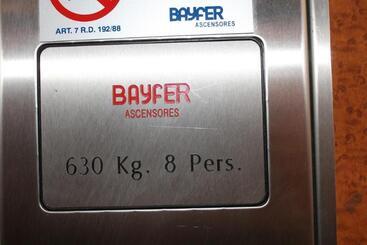 ART. 7 R.D. 192/88
BAYFER
ASCENSORES
BAYFER
ASCENSORES
630 Kg. 8 Pers.